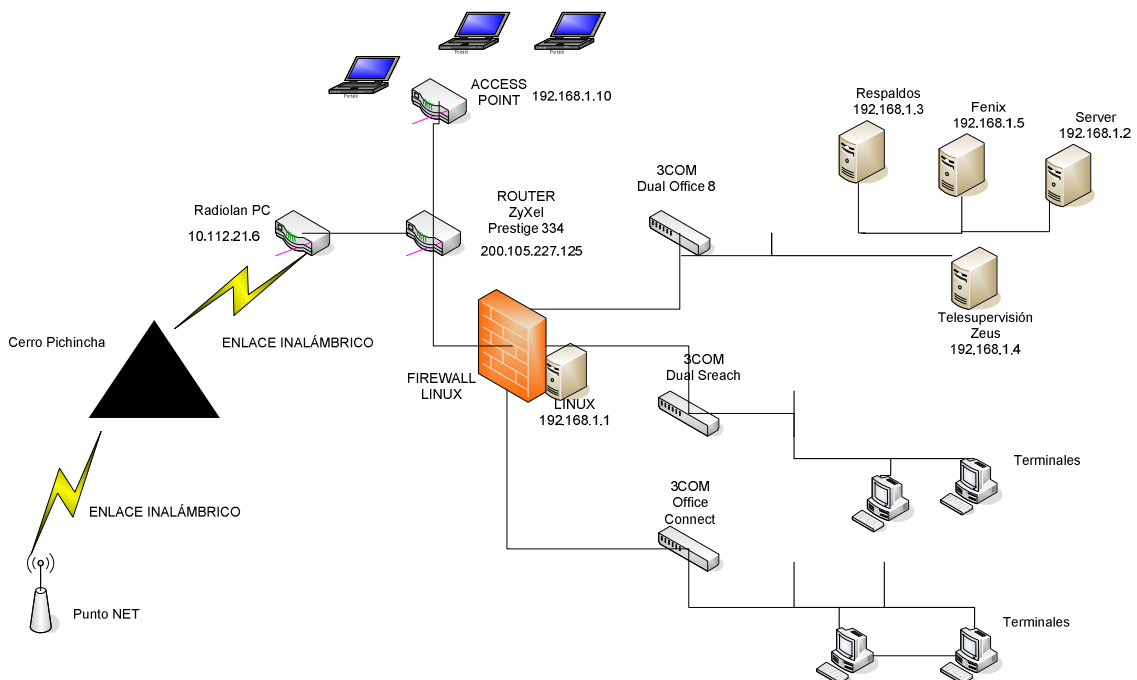 Portátil
Portátil
Portátil
ACCESS
POINT
192.168.1.10
Respaldos
192.168.1.3
Fenix
192.168.1.5
Server
192.168.1.2
3COM
Dual Office 8
Radiolan PC
10.112.21.6
ROUTER
ZyXel
Prestige 334
200.105.227.125
Telesupervisión
Zeus
192.168.1.4
Cerro Pichincha
ENLACE INALÁMBRICO
FIREWALL
LINUX
LINUX
192.168.1.1
3COM
Dual Sreach
Terminales
3COM
Office
Connect
ENLACE INALÁMBRICO
Punto NET
Terminales